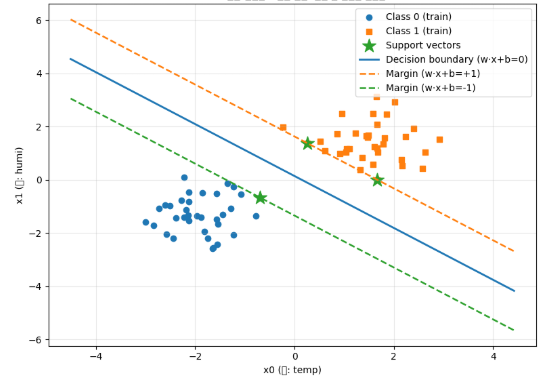 Class 0 (train)
Class 1 (train)
Support vectors
Decision boundary (w·x+b=0)
Margin (w·x+b=+1)
Margin (w·x+b=-1)
6
4
2
0
−2
−4
−6
x1 (▯: humi)
−4
−2
0
2
4
x0 (▯: temp)